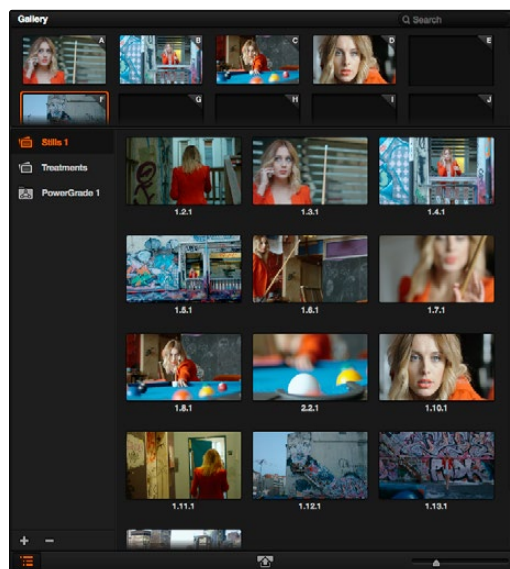 Gallery
Search
A
B
C
D
E
F
G
H
I
J
Stills 1
Treatments
PowerGrade 1
1.2.1
1.3.1
1.4.1
1.5.1
1.6.1
1.7.1
1.8.1
2.2.1
1.10.1
1.11.1
1.12.1
1.13.1